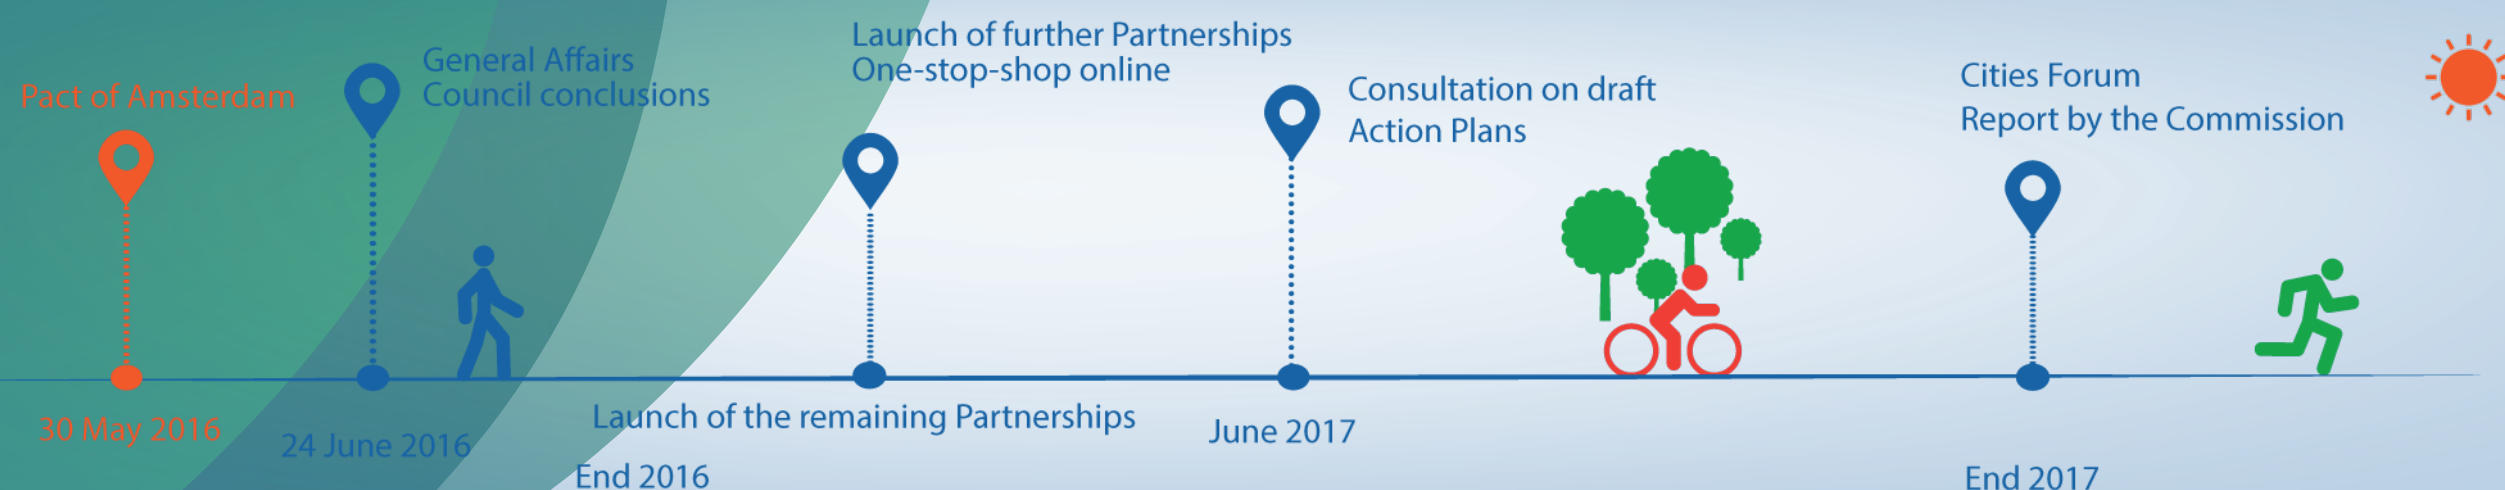 Pact of Amsterdam
30 May 2016
General Affairs
Council conclusions
24 June 2016
Launch of further Partnerships
One-stop-shop online
Launch of the remaining Partnerships
End 2016
Consultation on draft
Action Plans
June 2017
Cities Forum
Report by the Commission
End 2017